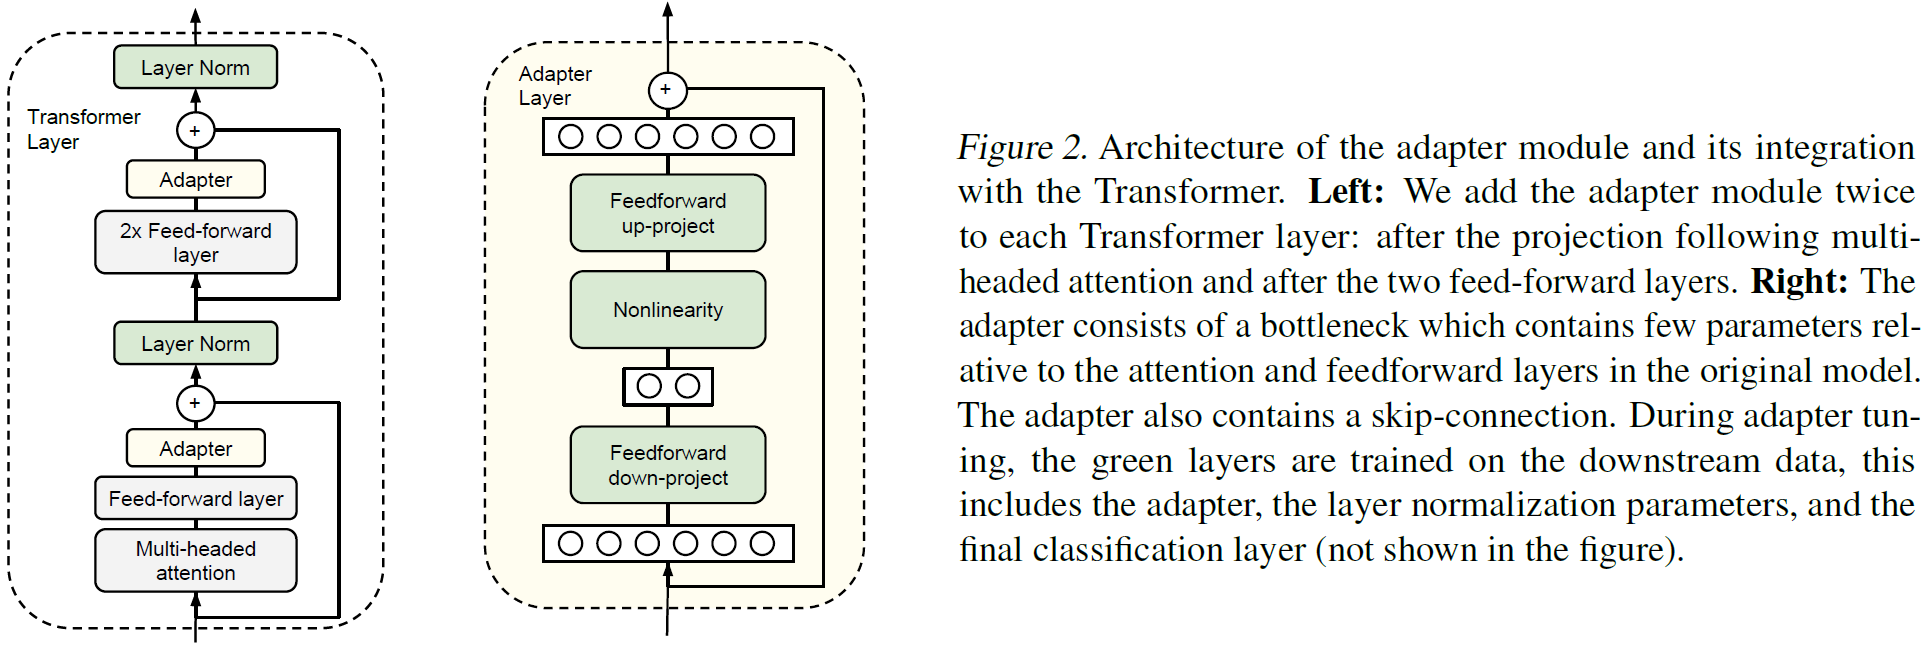 Layer Norm
Transformer
Layer
+
Adapter
2x Feed-forward
layer
Layer Norm
+
Adapter
Feed-forward layer
Multi-headed
attention
Adapter
Layer
+
Feedforward
up-project
Nonlinearity
Feedforward
down-project
Figure 2. Architecture of the adapter module and its integration
with the Transformer. Left: We add the adapter module twice
to each Transformer layer: after the projection following multi-
headed attention and after the two feed-forward layers. Right: The
adapter consists of a bottleneck which contains few parameters rel-
ative to the attention and feedforward layers in the original model.
The adapter also contains a skip-connection. During adapter tun-
ing, the green layers are trained on the downstream data, this
includes the adapter, the layer normalization parameters, and the
final classification layer (not shown in the figure).